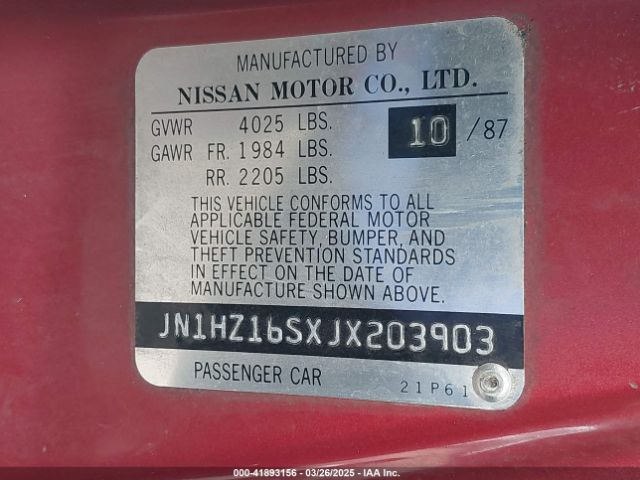 MANUFACTURED BY
NISSAN MOTOR CO., LTD.
GVWR 4025 LBS. 10 /87
GAWR FR. 1984 LBS.
RR. 2205 LBS.
THIS VEHICLE CONFORMS TO ALL
APPLICABLE FEDERAL MOTOR
VEHICLE SAFETY, BUMPER, AND
THEFT PREVENTION STANDARDS
IN EFFECT ON THE DATE OF
MANUFACTURE SHOWN ABOVE.
JN1HZ16SXJX203903
PASSENGER CAR 21P61
000-41893156 • 03/26/2025 • IAA Inc.